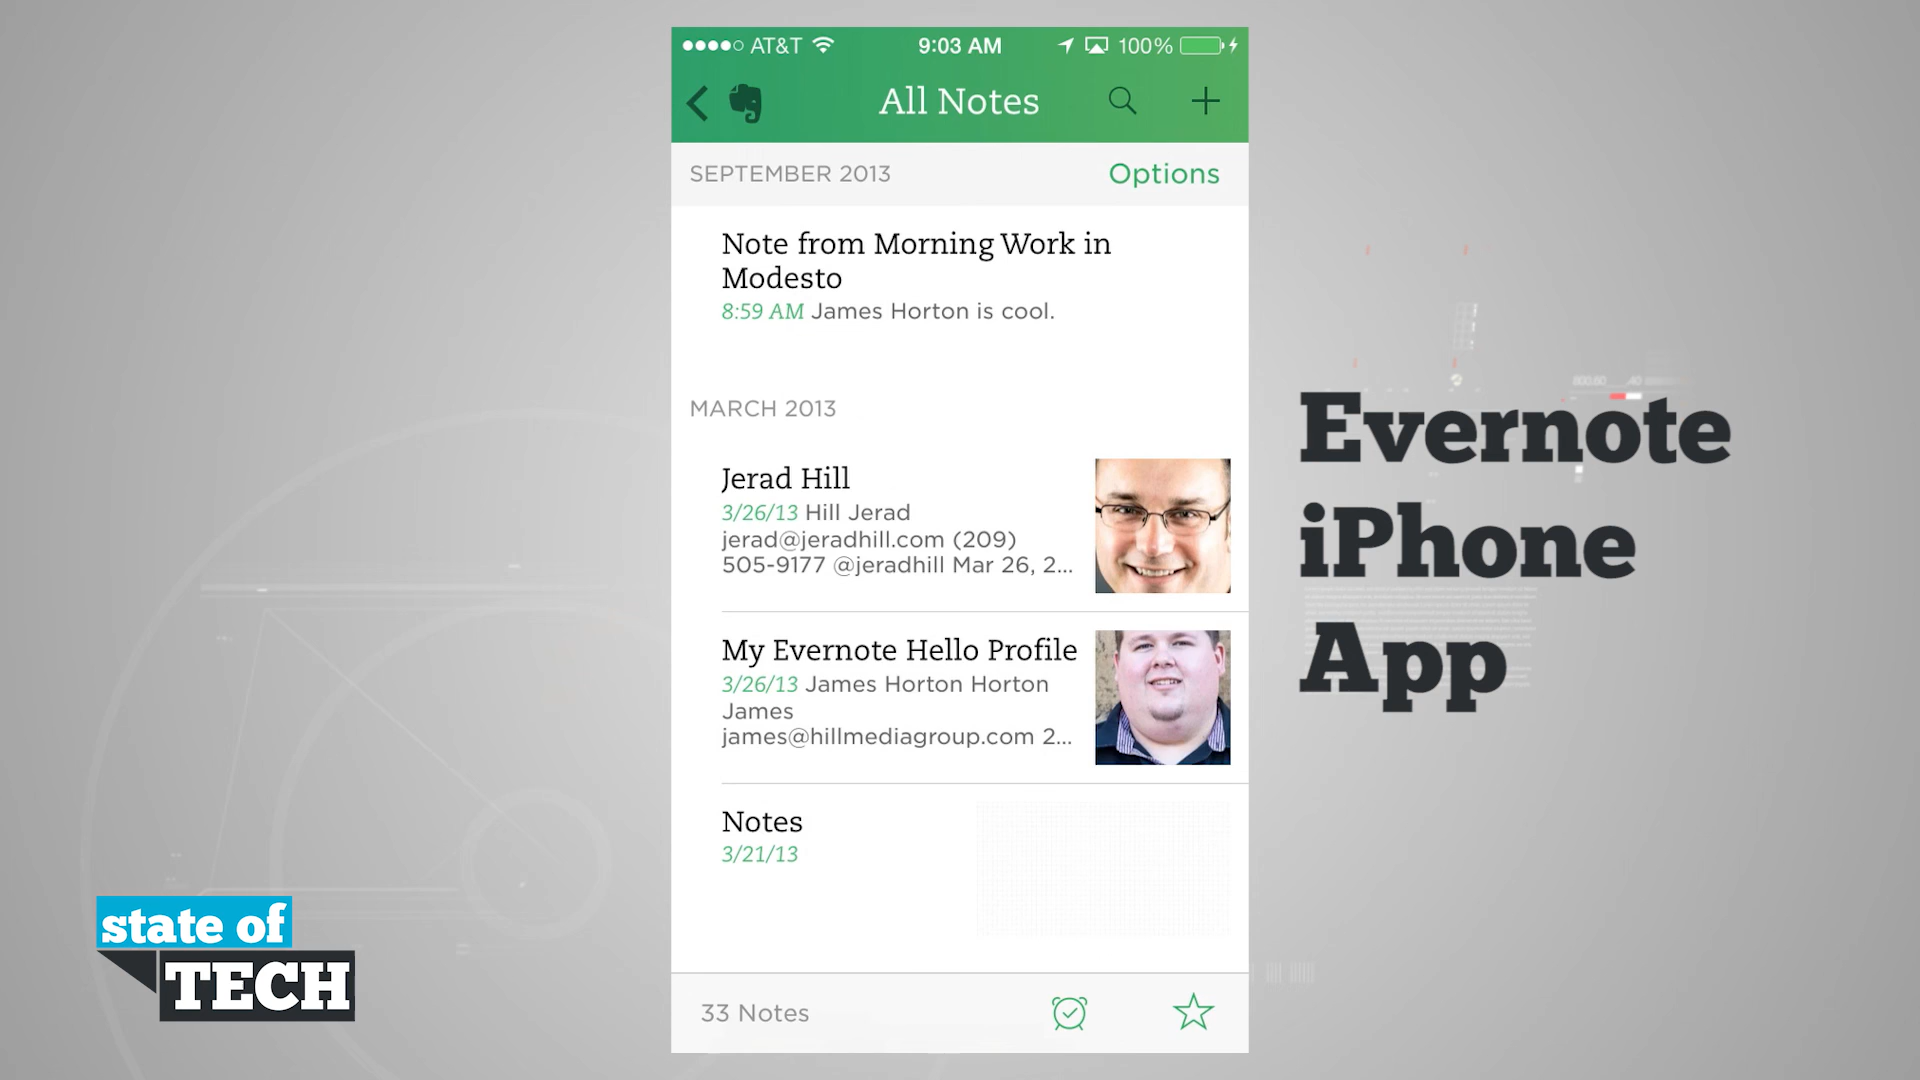 AT&T 9:03 AM 100%
All Notes
SEPTEMBER 2013 Options
Note from Morning Work in
Modesto
8:59 AM James Horton is cool.
MARCH 2013
Jerad Hill
3/26/13 Hill Jerad
jerad@jeradhill.com (209)
505-9177 @jeradhill Mar 26, 2...
My Evernote Hello Profile
3/26/13 James Horton Horton
James
james@hillmediagroup.com 2...
Notes
3/21/13
33 Notes
Evernote
iPhone
App
state of
TECH